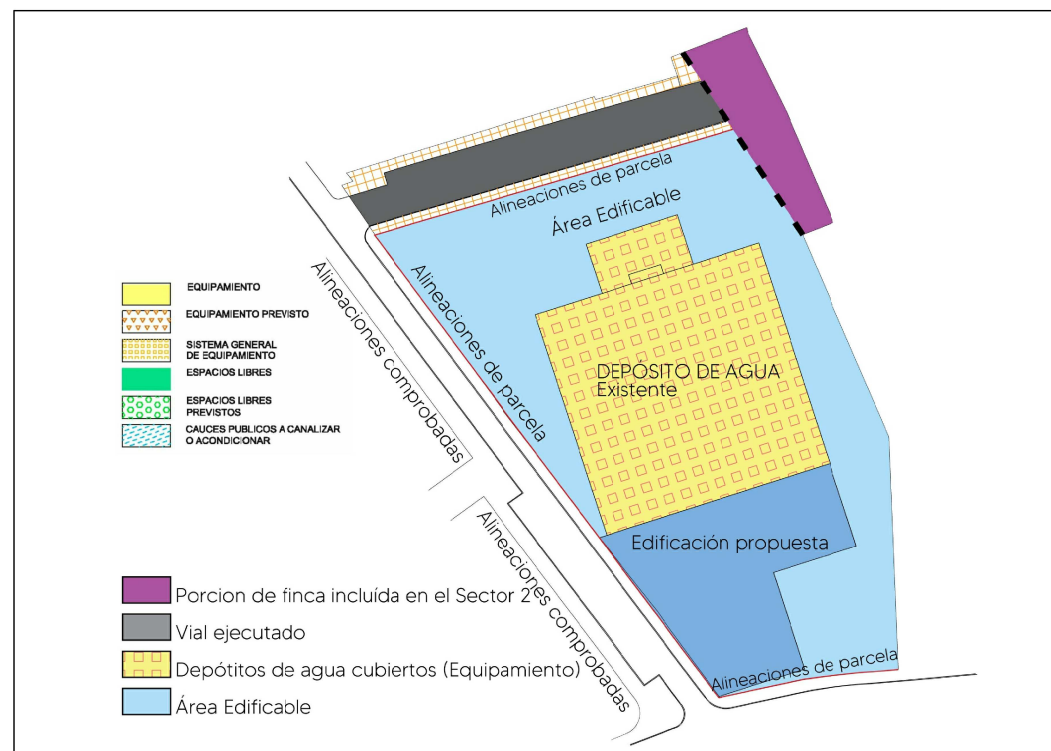 Alineaciones de parcela
Área Edificable
Alineaciones comprobadas
Alineaciones de parcela
EQUIPAMIENTO
EQUIPAMIENTO PREVISTO
SISTEMA GENERAL
DE EQUIPAMIENTO
ESPACIOS LIBRES
ESPACIOS LIBRES
PREVISTOS
CAUCES PUBLICOS A CANALIZAR
O ACONDICIONAR
DEPÓSITO DE AGUA
Existente
Alineaciones comprobadas
Edificación propuesta
Alineaciones de parcela
Porcion de finca incluída en el Sector 2
Vial ejecutado
Depótitos de agua cubiertos (Equipamiento)
Área Edificable